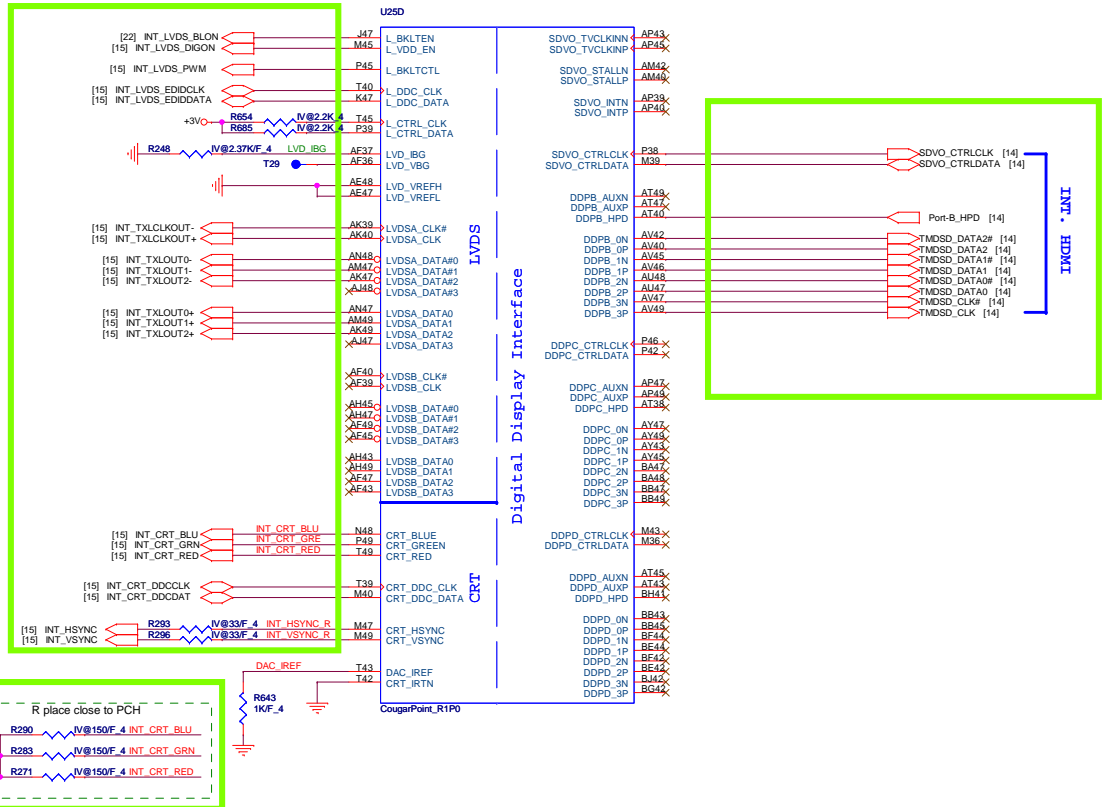 U25D
[22] INT_LVDS_BLON J47 L_BKLTEN
[15] INT_LVDS_DIGON M45 L_VDD_EN
[15] INT_LVDS_PWM P45 L_BKLTCTL
[15] INT_LVDS_EDIDCLK T40 L_DDC_CLK
[15] INT_LVDS_EDIDDATA K47 L_DDC_DATA
+3V R654 IV@2.2K_4 T45 L_CTRL_CLK
R685 IV@2.2K_4 P39 L_CTRL_DATA
R248 IV@2.37K/F_4 LVD_IBG AF37 LVD_IBG
T29 AF36 LVD_VBG
AE48 LVD_VREFH
AE47 LVD_VREFL
[15] INT_TXLCLKOUT- AK39 LVDSA_CLK#
[15] INT_TXLCLKOUT+ AK40 LVDSA_CLK
[15] INT_TXLOUT0- AN48 LVDSA_DATA#0
[15] INT_TXLOUT1- AM47 LVDSA_DATA#1
[15] INT_TXLOUT2- AK47 LVDSA_DATA#2
AJ48 LVDSA_DATA#3
[15] INT_TXLOUT0+ AN47 LVDSA_DATA0
[15] INT_TXLOUT1+ AM49 LVDSA_DATA1
[15] INT_TXLOUT2+ AK49 LVDSA_DATA2
AJ47 LVDSA_DATA3
AF40 LVDSB_CLK#
AF39 LVDSB_CLK
AH45 LVDSB_DATA#0
AH47 LVDSB_DATA#1
AF49 LVDSB_DATA#2
AF45 LVDSB_DATA#3
AH43 LVDSB_DATA0
AH49 LVDSB_DATA1
AF47 LVDSB_DATA2
AF43 LVDSB_DATA3
[15] INT_CRT_BLU INT_CRT_BLU N48 CRT_BLUE
[15] INT_CRT_GRN INT_CRT_GRE P49 CRT_GREEN
[15] INT_CRT_RED INT_CRT_RED T49 CRT_RED
[15] INT_CRT_DDCCLK T39 CRT_DDC_CLK
[15] INT_CRT_DDCDAT M40 CRT_DDC_DATA
[15] INT_HSYNC R293 IV@33/F_4 INT_HSYNC_R M47 CRT_HSYNC
[15] INT_VSYNC R296 IV@33/F_4 INT_VSYNC_R M49 CRT_VSYNC
DAC_IREF T43 DAC_IREF
T42 CRT_IRTN
R643
1K/F_4
CougarPoint_R1P0
LVDS
CRT
Digital Display Interface
SDVO_TVCLKINN AP43
SDVO_TVCLKINP AP45
SDVO_STALLN AM42
SDVO_STALLP AM40
SDVO_INTN AP39
SDVO_INTP AP40
SDVO_CTRLCLK P38 SDVO_CTRLCLK [14]
SDVO_CTRLDATA M39 SDVO_CTRLDATA [14]
DDPB_AUXN AT49
DDPB_AUXP AT47
DDPB_HPD AT40 Port-B_HPD [14]
DDPB_0N AV42 TMDSD_DATA2# [14]
DDPB_0P AV40 TMDSD_DATA2 [14]
DDPB_1N AV45 TMDSD_DATA1# [14]
DDPB_1P AV46 TMDSD_DATA1 [14]
DDPB_2N AU48 TMDSD_DATA0# [14]
DDPB_2P AU47 TMDSD_DATA0 [14]
DDPB_3N AV47 TMDSD_CLK# [14]
DDPB_3P AV49 TMDSD_CLK [14]
INT. HDMI
DDPC_CTRLCLK P46
DDPC_CTRLDATA P42
DDPC_AUXN AP47
DDPC_AUXP AP49
DDPC_HPD AT38
DDPC_0N AY47
DDPC_0P AY49
DDPC_1N AY43
DDPC_1P AY45
DDPC_2N BA47
DDPC_2P BA48
DDPC_3N BB47
DDPC_3P BB49
DDPD_CTRLCLK M43
DDPD_CTRLDATA M36
DDPD_AUXN AT45
DDPD_AUXP AT43
DDPD_HPD BH41
DDPD_0N BB43
DDPD_0P BB45
DDPD_1N BF44
DDPD_1P BE44
DDPD_2N BF42
DDPD_2P BE42
DDPD_3N BJ42
DDPD_3P BG42
R place close to PCH
R290 IV@150/F_4 INT_CRT_BLU
R283 IV@150/F_4 INT_CRT_GRN
R271 IV@150/F_4 INT_CRT_RED